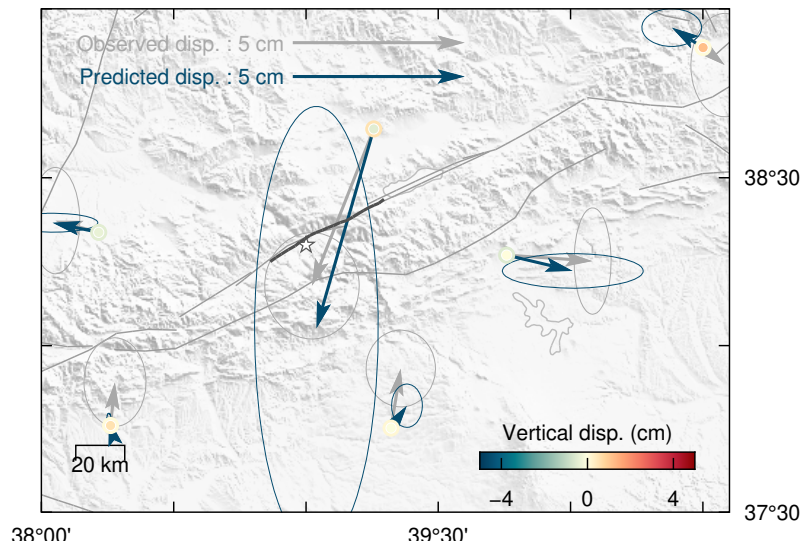 Observed disp. : 5 cm
Predicted disp. : 5 cm
38°30
20 km
Vertical disp. (cm)
−4 0 4
37°30
38°00' 39°30'